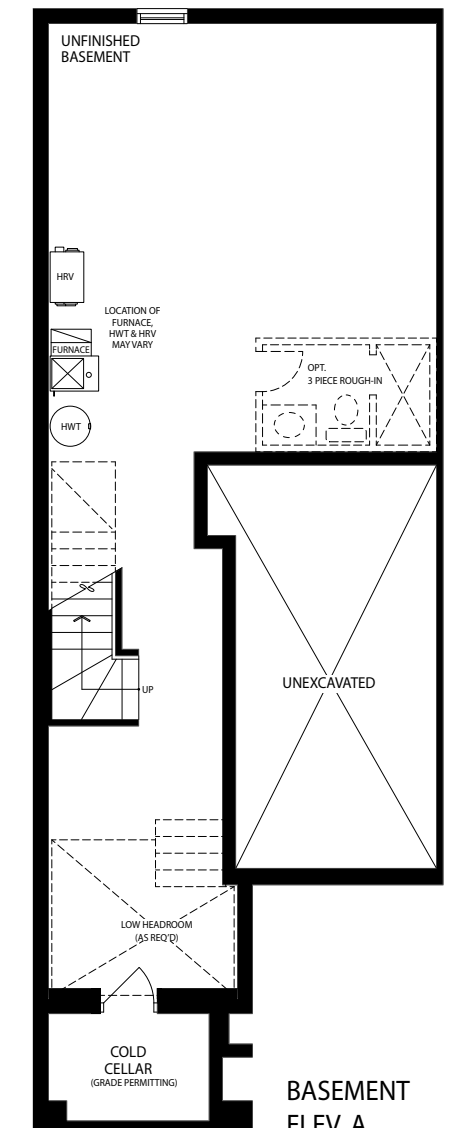 UNFINISHED
BASEMENT
HRV
LOCATION OF
FURNACE,
HWT & HRV
MAY VARY
FURNACE
OPT.
3 PIECE ROUGH-IN
HWT
UNEXCAVATED
UP
LOW HEADROOM
(AS REQ'D)
COLD
CELLAR
(GRADE PERMITTING)
BASEMENT
ELEV. A